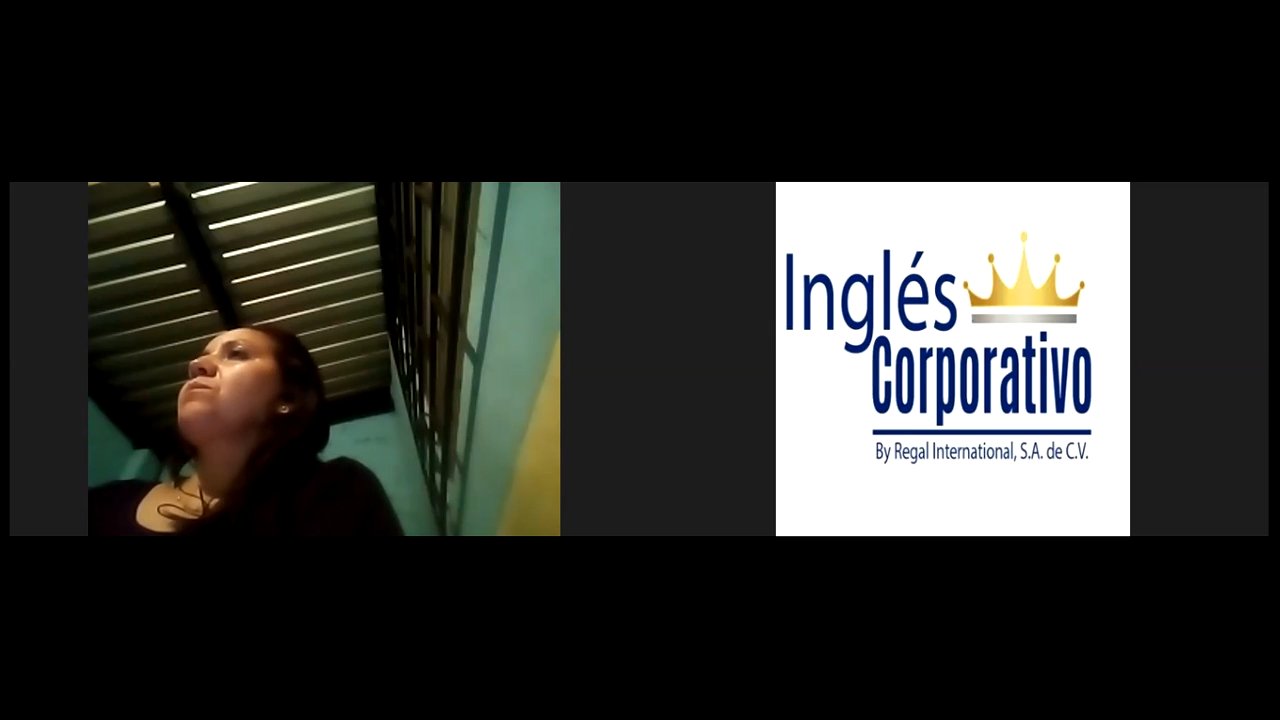 Inglés
Corporativo
By Regal International, S.A. de C.V.